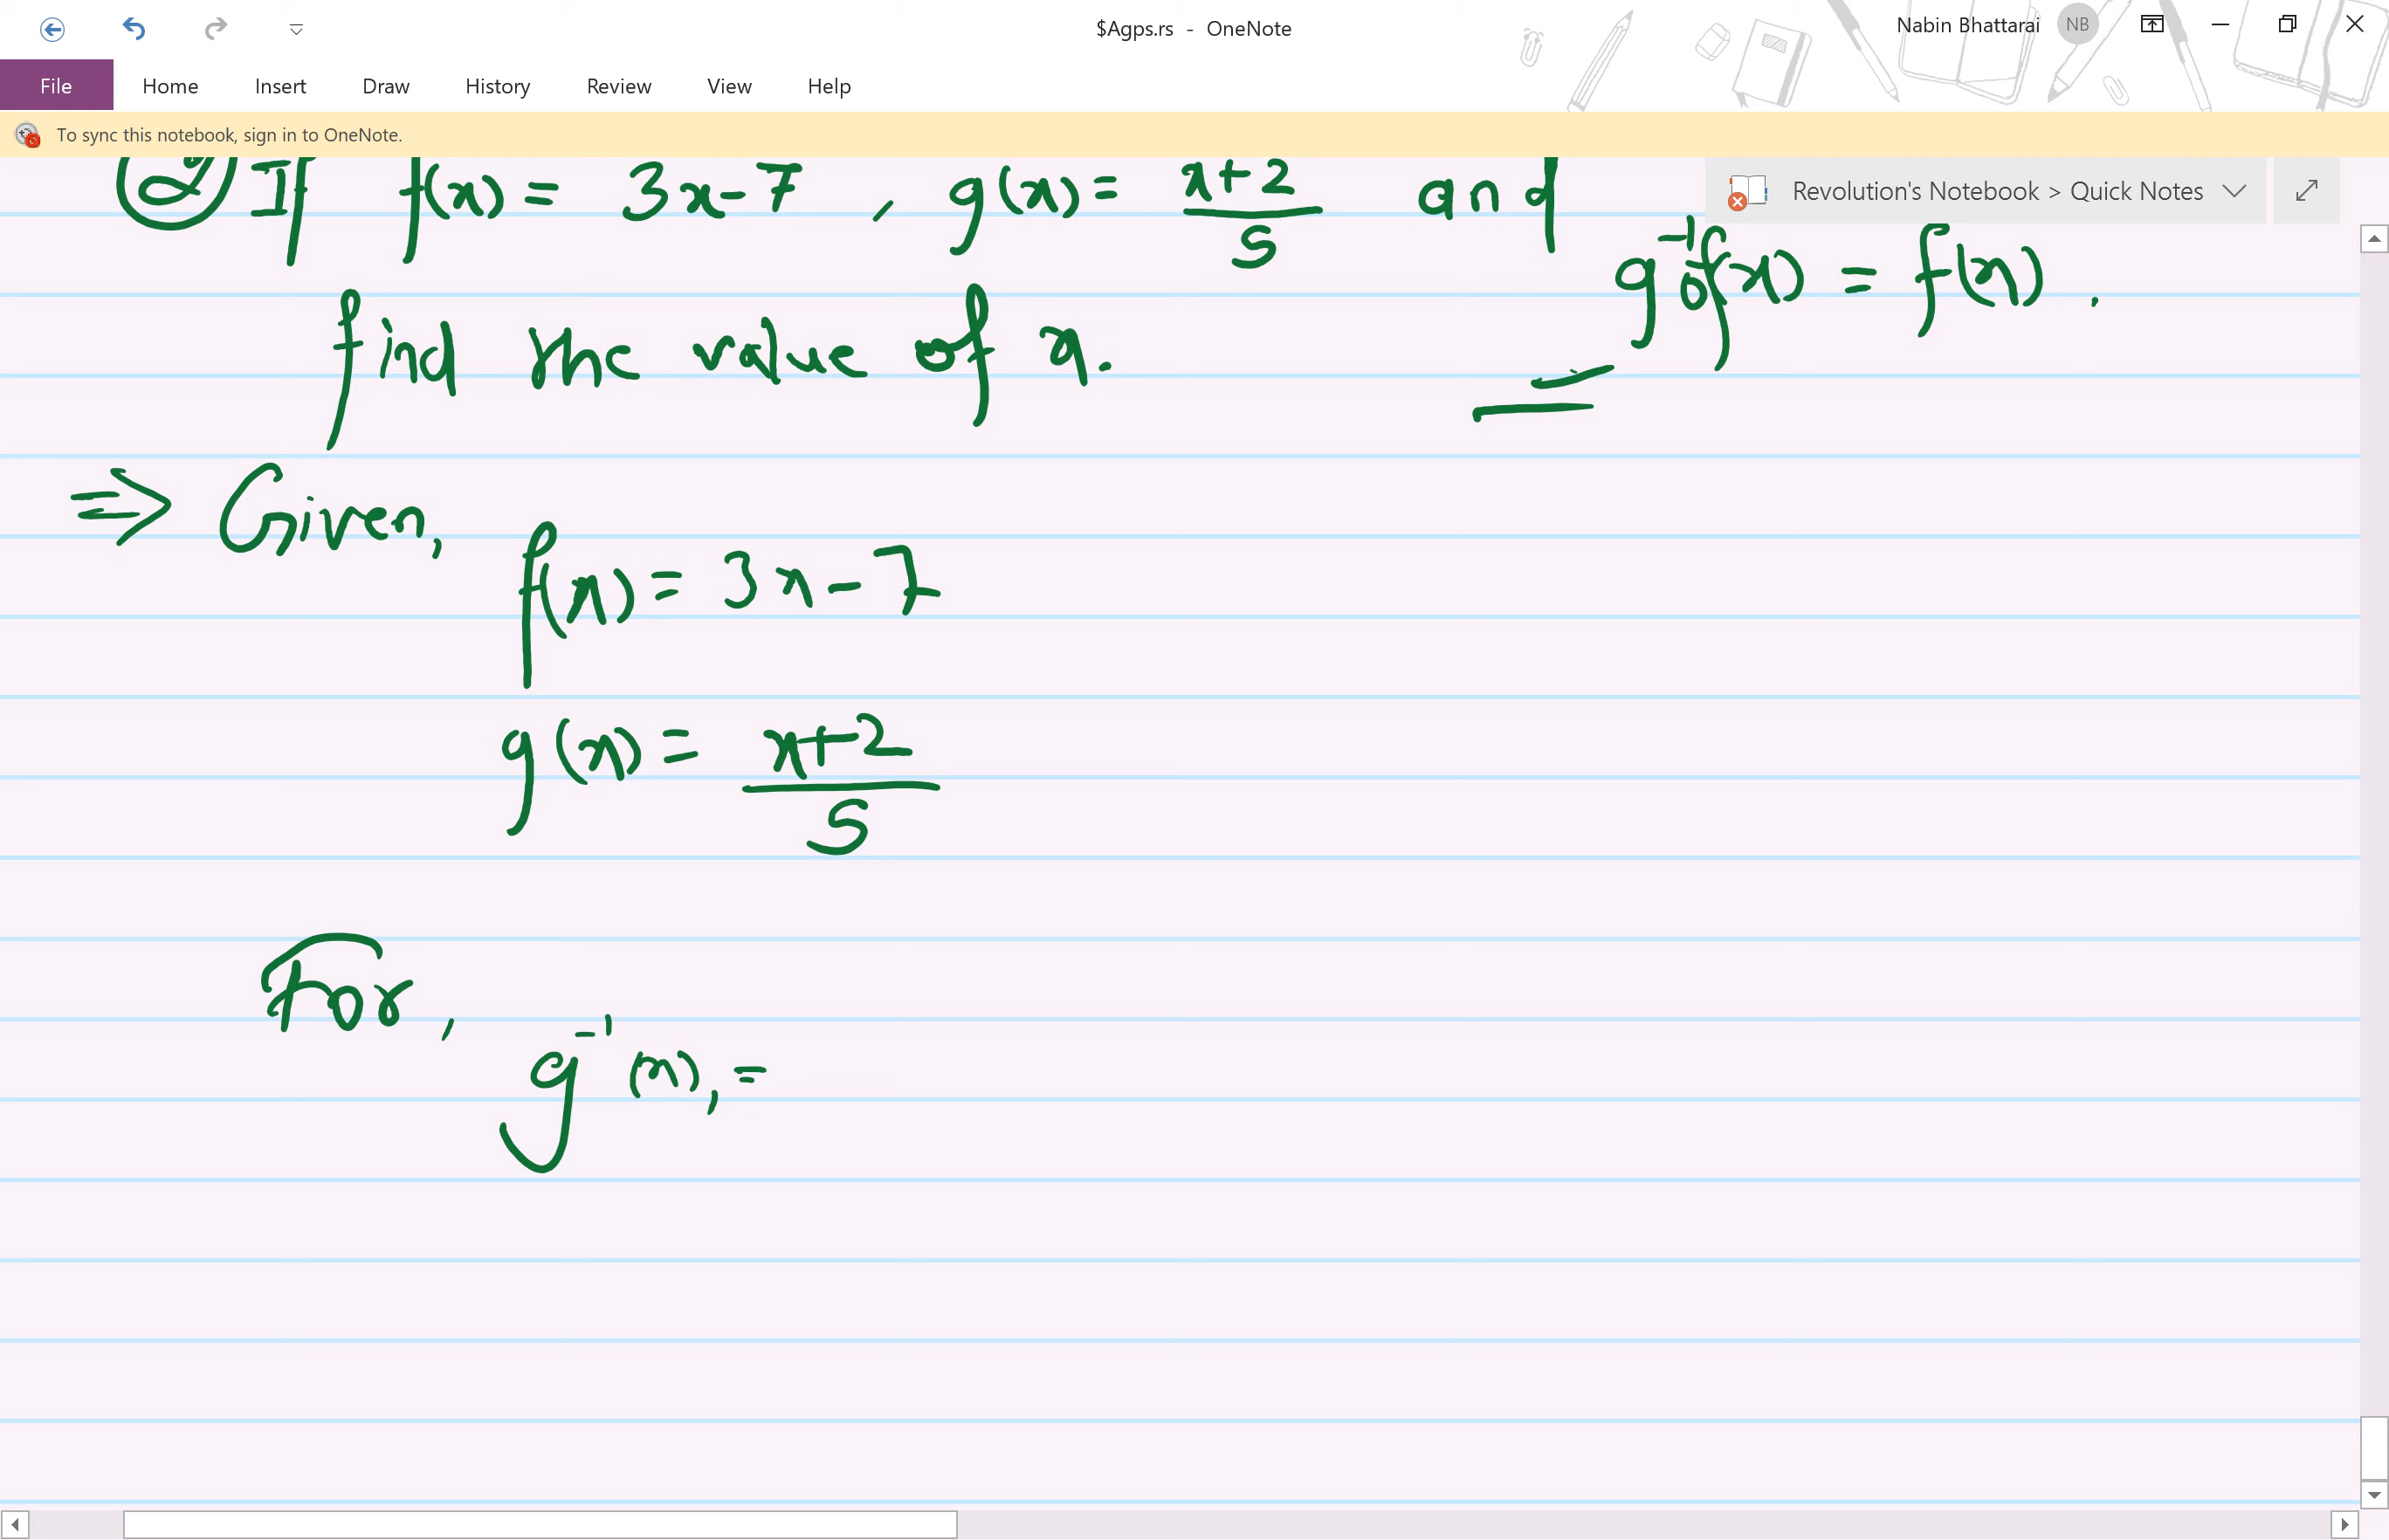 $Agps.rs - OneNote
Nabin Bhattarai NB
File Home Insert Draw History Review View Help
To sync this notebook, sign in to OneNote.
Revolution's Notebook > Quick Notes
② If f(x) = 3x-7 , g(x) = (x+2)/5 and g⁻¹of(x) = f(x) .
find the value of x.
=> Given,
f(x) = 3x-7
g(x) = (x+2)/5
For,
g⁻¹(x), =